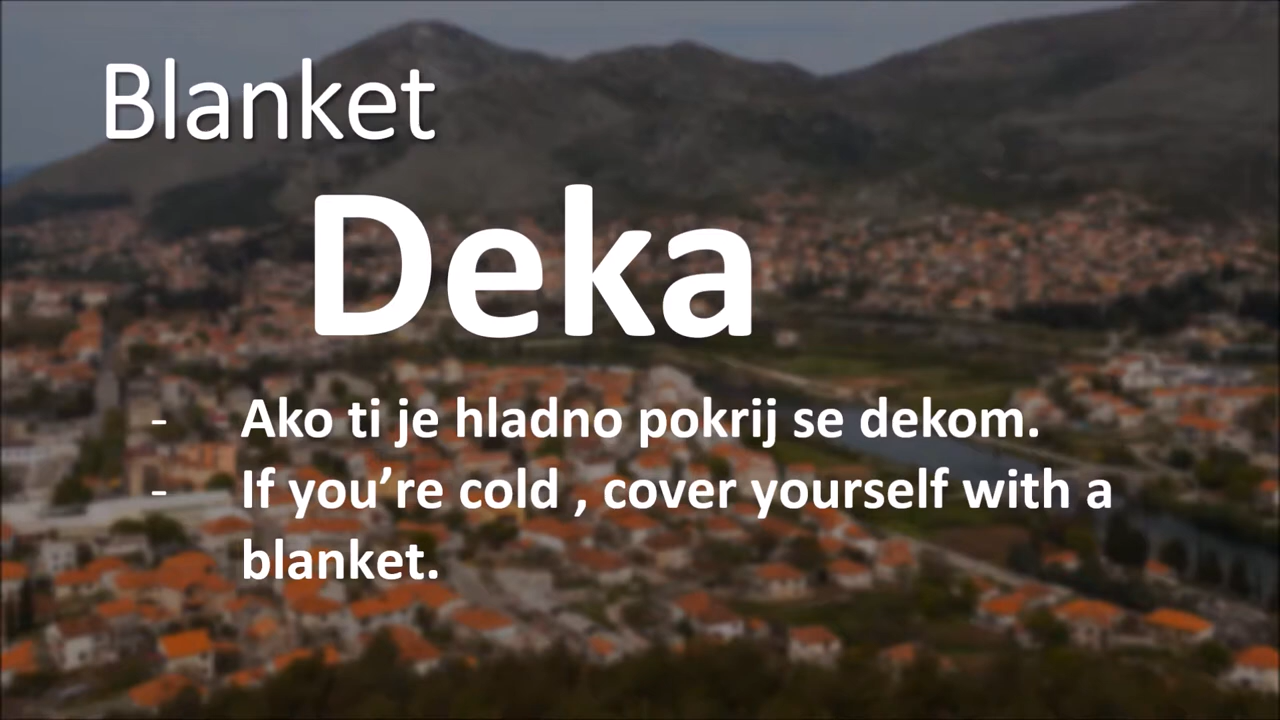 Blanket
Deka
- Ako ti je hladno pokrij se dekom.
- If you’re cold , cover yourself with a
blanket.